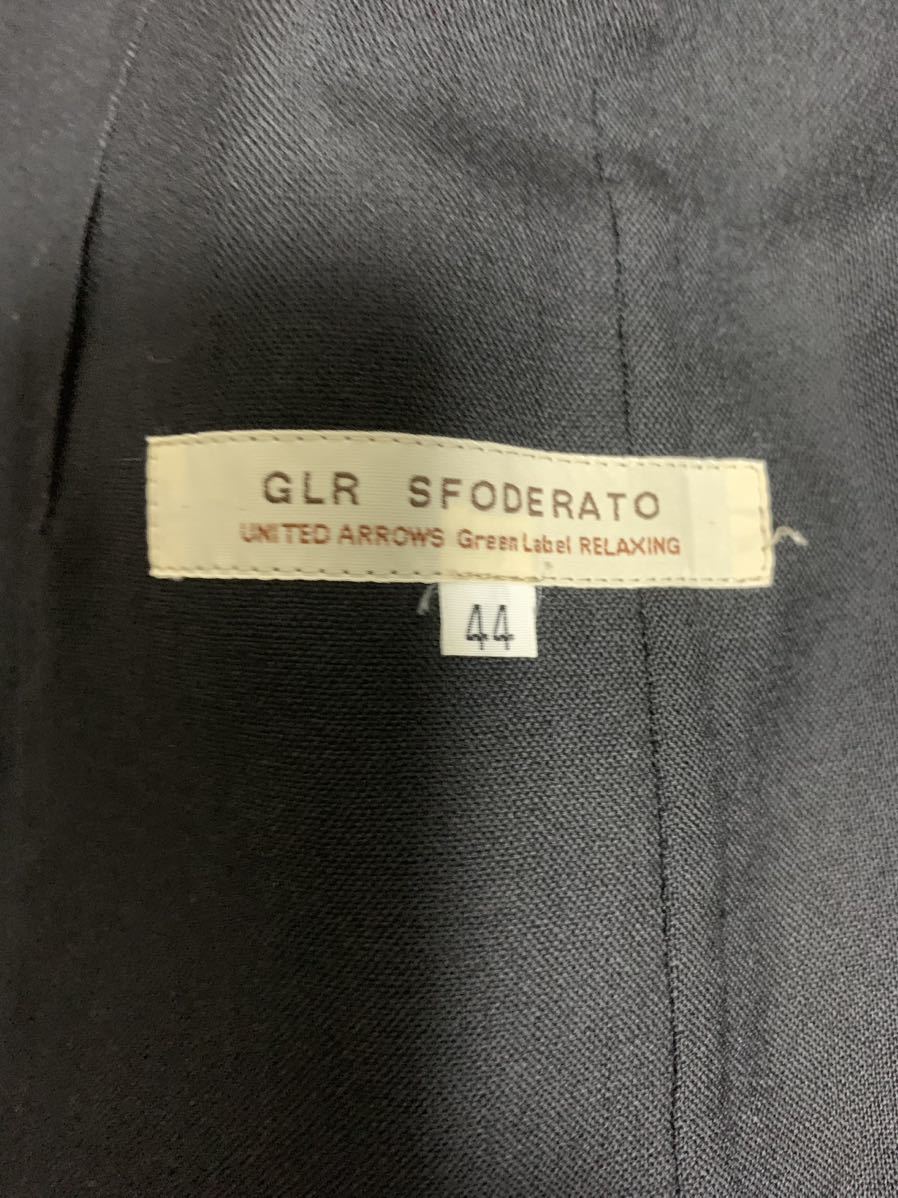 GLR SFODERATO
UNITED ARROWS Green Label RELAXING
44